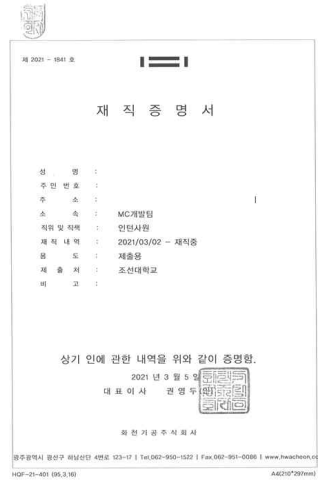 제 2021 - 1841 호
재 직 증 명 서
성 명 :
주 민 번 호 :
주 소 :
소 속 : MC개발팀
직위 및 직책 : 인턴사원
재 직 내 역 : 2021/03/02 - 재직중
용 도 : 제출용
제 출 처 : 조선대학교
비 고 :
상기 인에 관한 내역을 위와 같이 증명함.
2021 년 3 월 5 일
대 표 이 사 권 영 두 (인)
화 천 기 공 주 식 회 사
광주광역시 광산구 하남산단 4번로 123-17 | Tel.062-950-1522 | Fax.062-951-0086 | www.hwacheon.co
HQF-21-401 (95,3,16) A4(210*297mm)